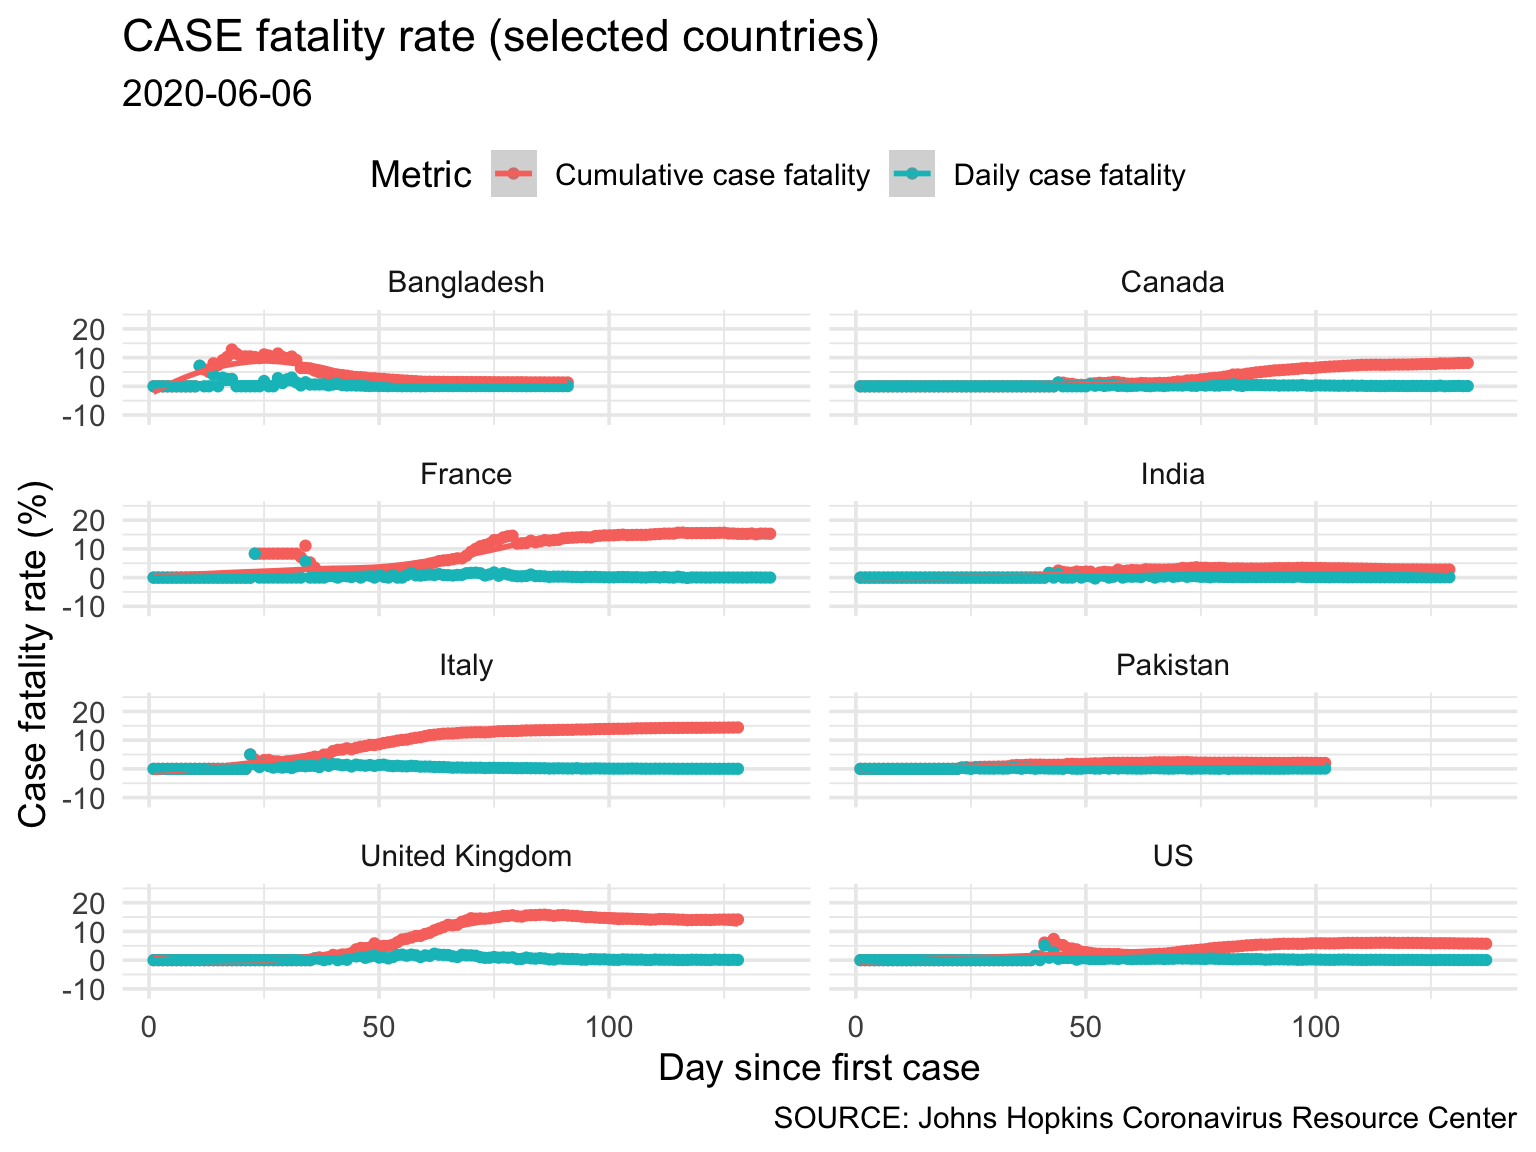 CASE fatality rate (selected countries)
2020-06-06
Metric Cumulative case fatality Daily case fatality
Bangladesh Canada
20
10
0
-10
France India
20
10
0
-10
Case fatality rate (%)
Italy Pakistan
20
10
0
-10
United Kingdom US
20
10
0
-10
0 50 100 0 50 100
Day since first case
SOURCE: Johns Hopkins Coronavirus Resource Center